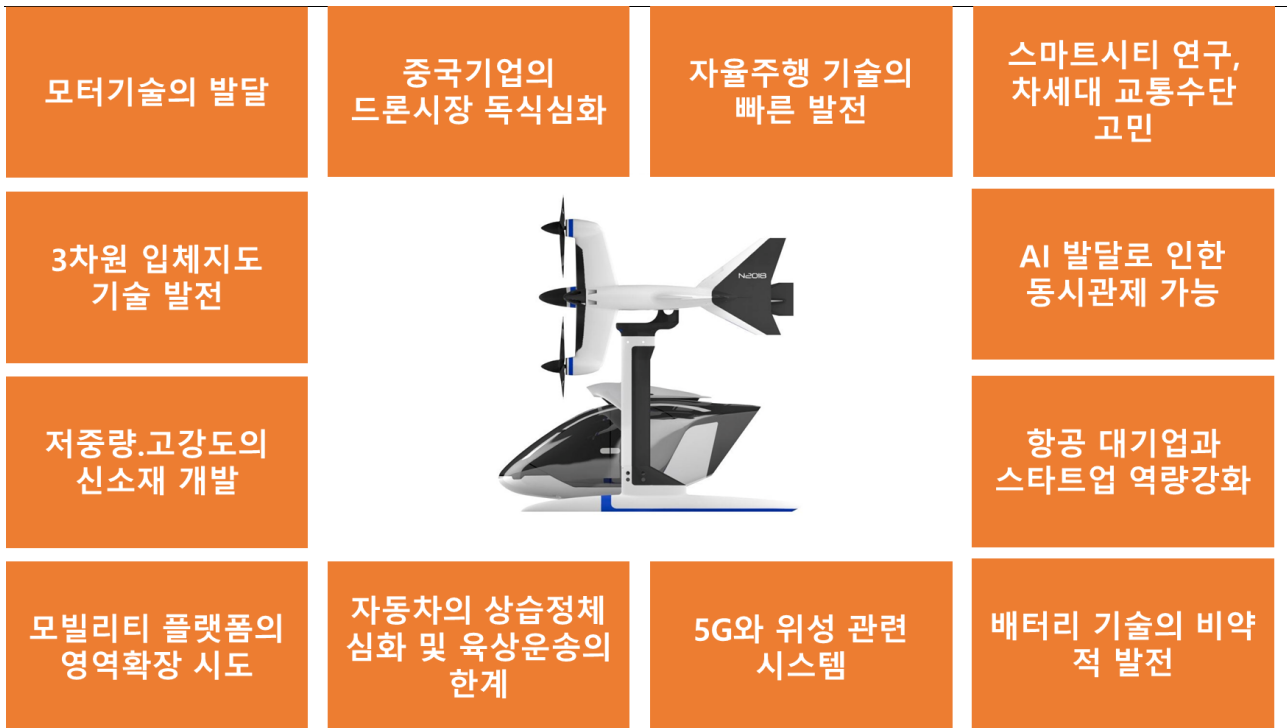 모터기술의 발달
중국기업의
드론시장 독식심화
자율주행 기술의
빠른 발전
스마트시티 연구,
차세대 교통수단
고민
3차원 입체지도
기술 발전
N2018
AI 발달로 인한
동시관제 가능
저중량.고강도의
신소재 개발
항공 대기업과
스타트업 역량강화
모빌리티 플랫폼의
영역확장 시도
자동차의 상습정체
심화 및 육상운송의
한계
5G와 위성 관련
시스템
배터리 기술의 비약
적 발전